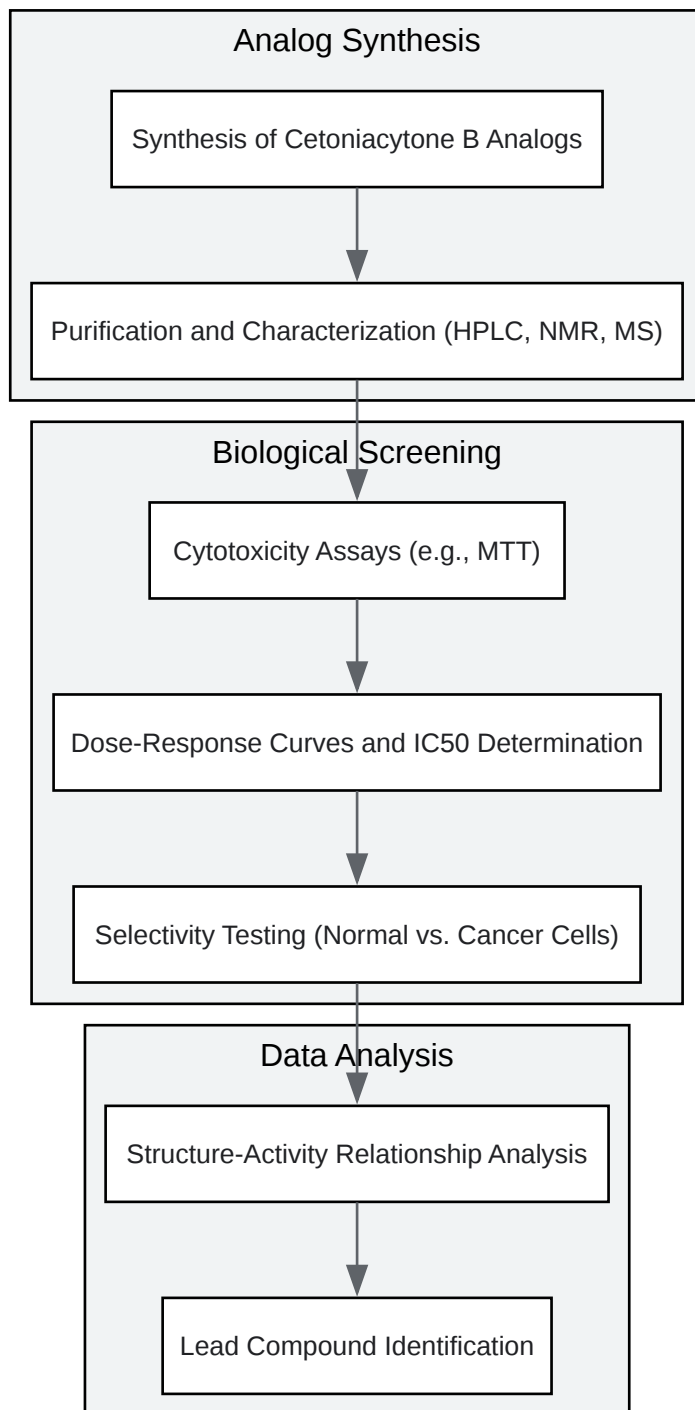 Analog Synthesis
Synthesis of Cetoniacytone B Analogs
Purification and Characterization (HPLC, NMR, MS)
Biological Screening
Cytotoxicity Assays (e.g., MTT)
Dose-Response Curves and IC50 Determination
Selectivity Testing (Normal vs. Cancer Cells)
Data Analysis
Structure-Activity Relationship Analysis
Lead Compound Identification